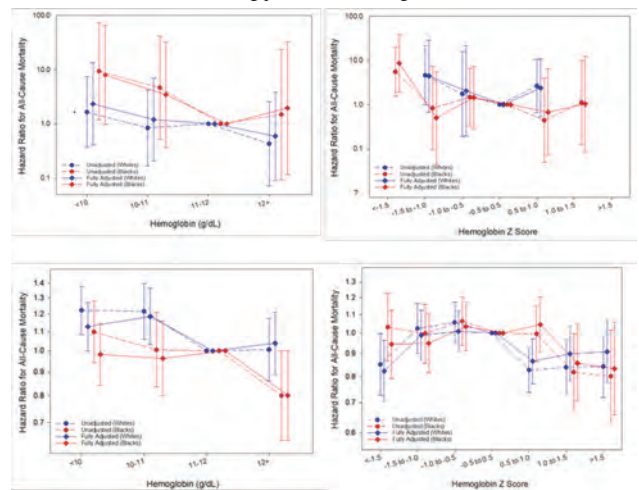 Hazard Ratio for All-Cause Mortality
100.0
10.0
1.0
0.1
Unadjusted (Whites)
Unadjusted (Blacks)
Fully Adjusted (Whites)
Fully Adjusted (Blacks)
<10
10-11
11-12
12+
Hemoglobin (g/dL)
Hazard Ratio for All-Cause Mortality
100.0
10.0
1.0
0.1
?
Unadjusted (Whites)
Unadjusted (Blacks)
Fully Adjusted (Whites)
Fully Adjusted (Blacks)
<-1.5
-1.5 to -1.0
-1.0 to -0.5
-0.5 to 0.5
0.5 to 1.0
1.0 to 1.5
>1.5
Hemoglobin Z Score
Hazard Ratio for All-Cause Mortality
1.4
1.3
1.2
1.1
1.0
0.9
0.8
0.7
Unadjusted (Whites)
Unadjusted (Blacks)
Fully Adjusted (Whites)
Fully Adjusted (Blacks)
<10
10-11
11-12
12+
Hemoglobin (g/dL)
Hazard Ratio for All-Cause Mortality
1.3
1.2
1.1
1.0
0.9
0.8
0.7
0.6
Unadjusted (Whites)
Unadjusted (Blacks)
Fully Adjusted (Whites)
Fully Adjusted (Blacks)
<-1.5
-1.5 to -1.0
-1.0 to -0.5
-0.5 to 0.5
0.5 to 1.0
1.0 to 1.5
>1.5
Hemoglobin Z Score